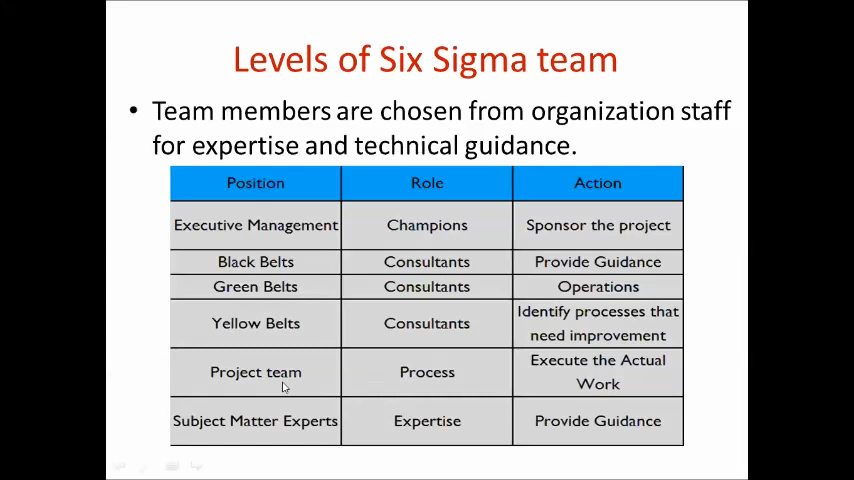 Levels of Six Sigma team
• Team members are chosen from organization staff
for expertise and technical guidance.
Position Role Action
Executive Management Champions Sponsor the project
Black Belts Consultants Provide Guidance
Green Belts Consultants Operations
Yellow Belts Consultants Identify processes that
need improvement
Project team Process Execute the Actual
Work
Subject Matter Experts Expertise Provide Guidance